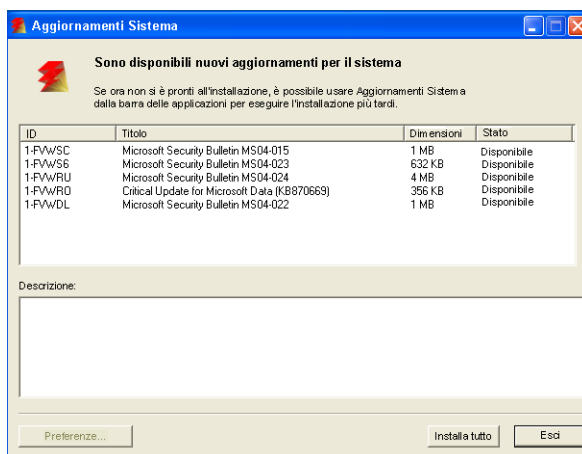 Aggiornamenti Sistema
Sono disponibili nuovi aggiornamenti per il sistema
Se ora non si è pronti all'installazione, è possibile usare Aggiornamenti Sistema
dalla barra delle applicazioni per eseguire l'installazione più tardi.
ID Titolo Dimensioni Stato
1-FVWSC Microsoft Security Bulletin MS04-015 1 MB Disponibile
1-FVWS6 Microsoft Security Bulletin MS04-023 632 KB Disponibile
1-FVWRU Microsoft Security Bulletin MS04-024 4 MB Disponibile
1-FVWRO Critical Update for Microsoft Data (KB870669) 356 KB Disponibile
1-FVWDL Microsoft Security Bulletin MS04-022 1 MB Disponibile
Descrizione:
Preferenze... Installa tutto Esci